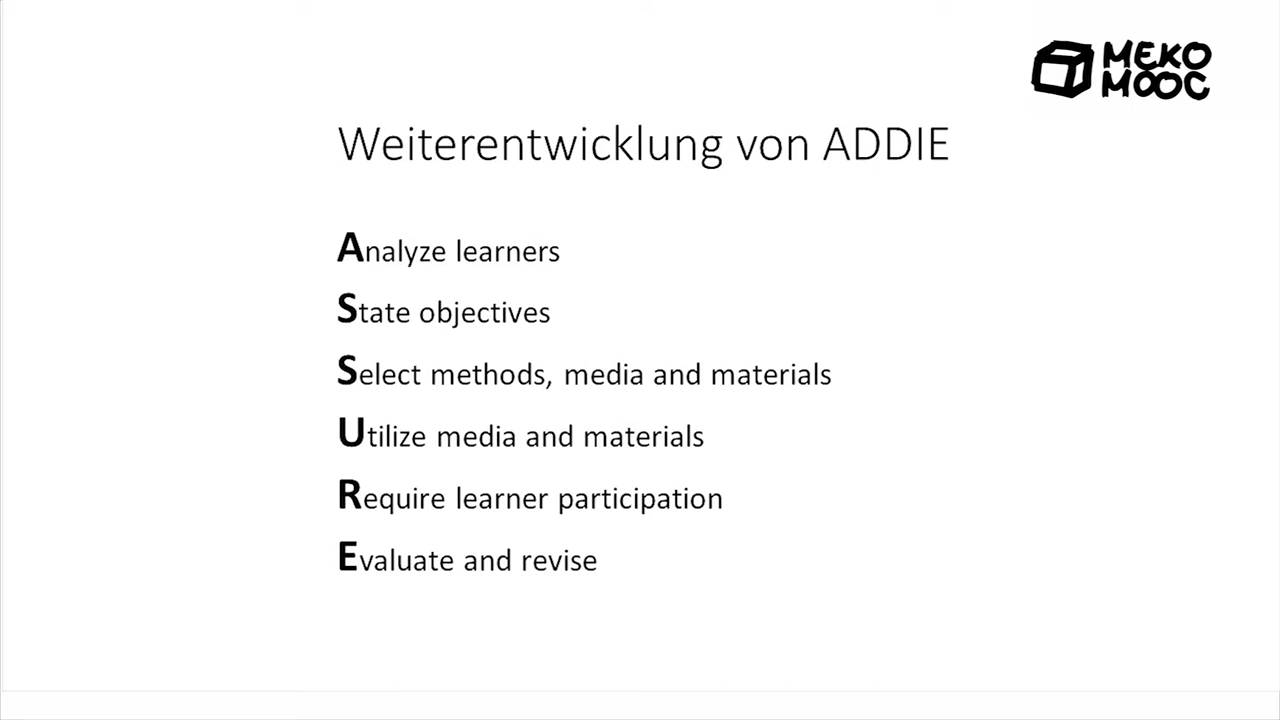 MEKO
MOOC
Weiterentwicklung von ADDIE
Analyze learners
State objectives
Select methods, media and materials
Utilize media and materials
Require learner participation
Evaluate and revise